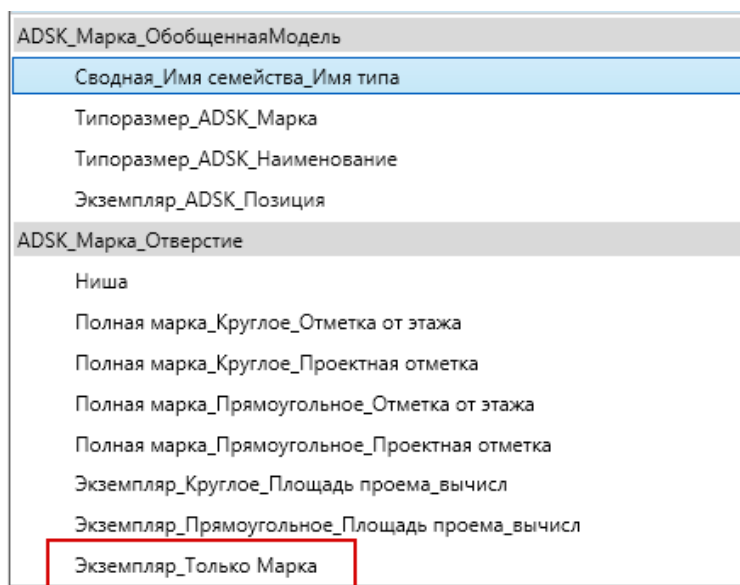 ADSK_Марка_ОбобщеннаяМодель
Сводная_Имя семейства_Имя типа
Типоразмер_ADSK_Марка
Типоразмер_ADSK_Наименование
Экземпляр_ADSK_Позиция
ADSK_Марка_Отверстие
Ниша
Полная марка_Круглое_Отметка от этажа
Полная марка_Круглое_Проектная отметка
Полная марка_Прямоугольное_Отметка от этажа
Полная марка_Прямоугольное_Проектная отметка
Экземпляр_Круглое_Площадь проема_вычисл
Экземпляр_Прямоугольное_Площадь проема_вычисл
Экземпляр_Только Марка